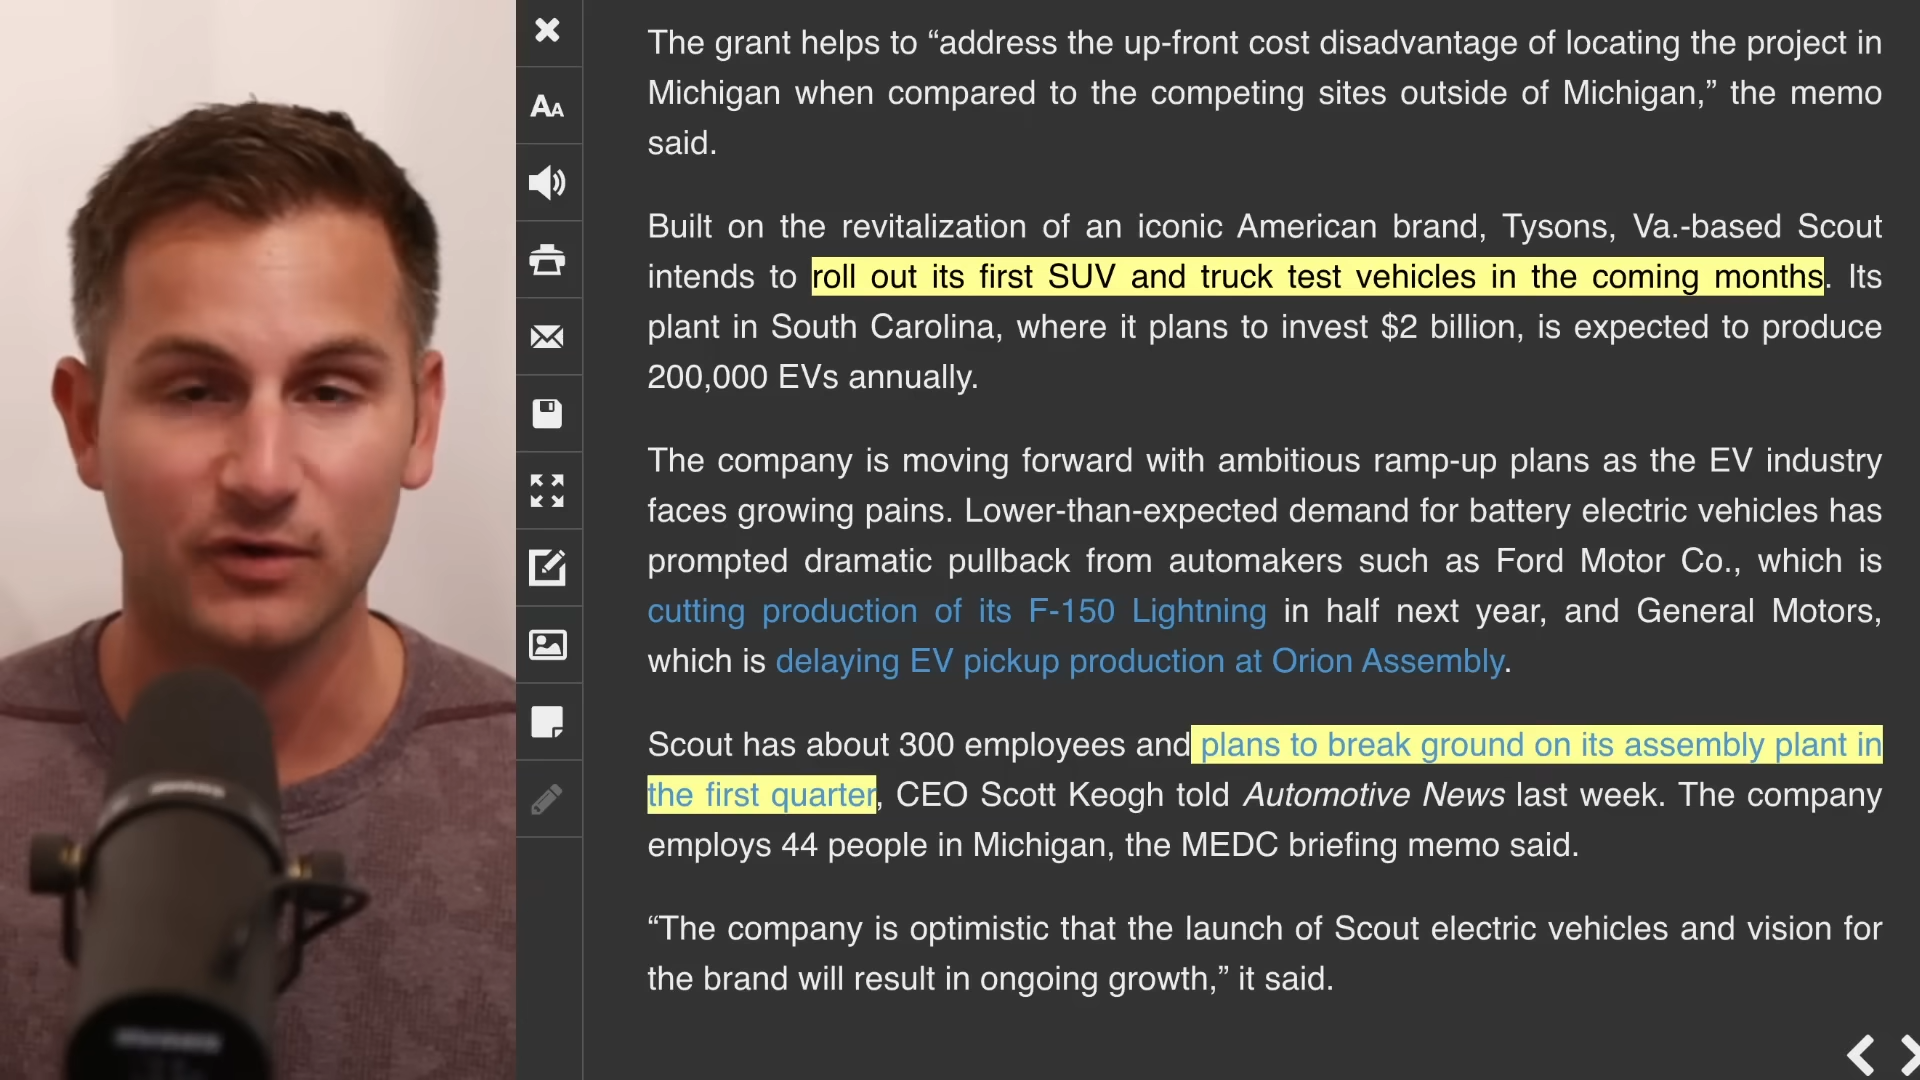 The grant helps to “address the up-front cost disadvantage of locating the project in
Michigan when compared to the competing sites outside of Michigan,” the memo
said.
Built on the revitalization of an iconic American brand, Tysons, Va.-based Scout
intends to roll out its first SUV and truck test vehicles in the coming months. Its
plant in South Carolina, where it plans to invest $2 billion, is expected to produce
200,000 EVs annually.
The company is moving forward with ambitious ramp-up plans as the EV industry
faces growing pains. Lower-than-expected demand for battery electric vehicles has
prompted dramatic pullback from automakers such as Ford Motor Co., which is
cutting production of its F-150 Lightning in half next year, and General Motors,
which is delaying EV pickup production at Orion Assembly.
Scout has about 300 employees and plans to break ground on its assembly plant in
the first quarter, CEO Scott Keogh told Automotive News last week. The company
employs 44 people in Michigan, the MEDC briefing memo said.
“The company is optimistic that the launch of Scout electric vehicles and vision for
the brand will result in ongoing growth,” it said.